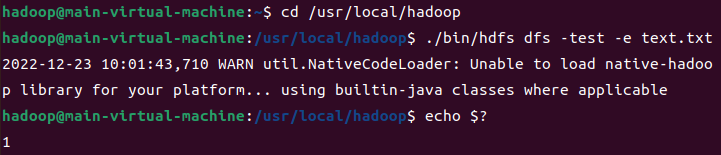 hadoop@main-virtual-machine:~$ cd /usr/local/hadoop
hadoop@main-virtual-machine:/usr/local/hadoop$ ./bin/hdfs dfs -test -e text.txt
2022-12-23 10:01:43,710 WARN util.NativeCodeLoader: Unable to load native-hadoo
p library for your platform... using builtin-java classes where applicable
hadoop@main-virtual-machine:/usr/local/hadoop$ echo $?
1